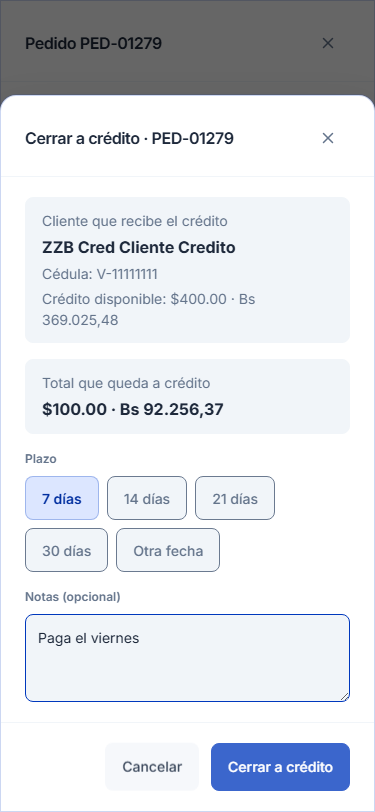 Pedido PED-01279
Cerrar a crédito · PED-01279
Cliente que recibe el crédito
ZZB Cred Cliente Credito
Cédula: V-11111111
Crédito disponible: $400.00 · Bs
369.025,48
Total que queda a crédito
$100.00 · Bs 92.256,37
Plazo
7 días
14 días
21 días
30 días
Otra fecha
Notas (opcional)
Paga el viernes
Cancelar
Cerrar a crédito